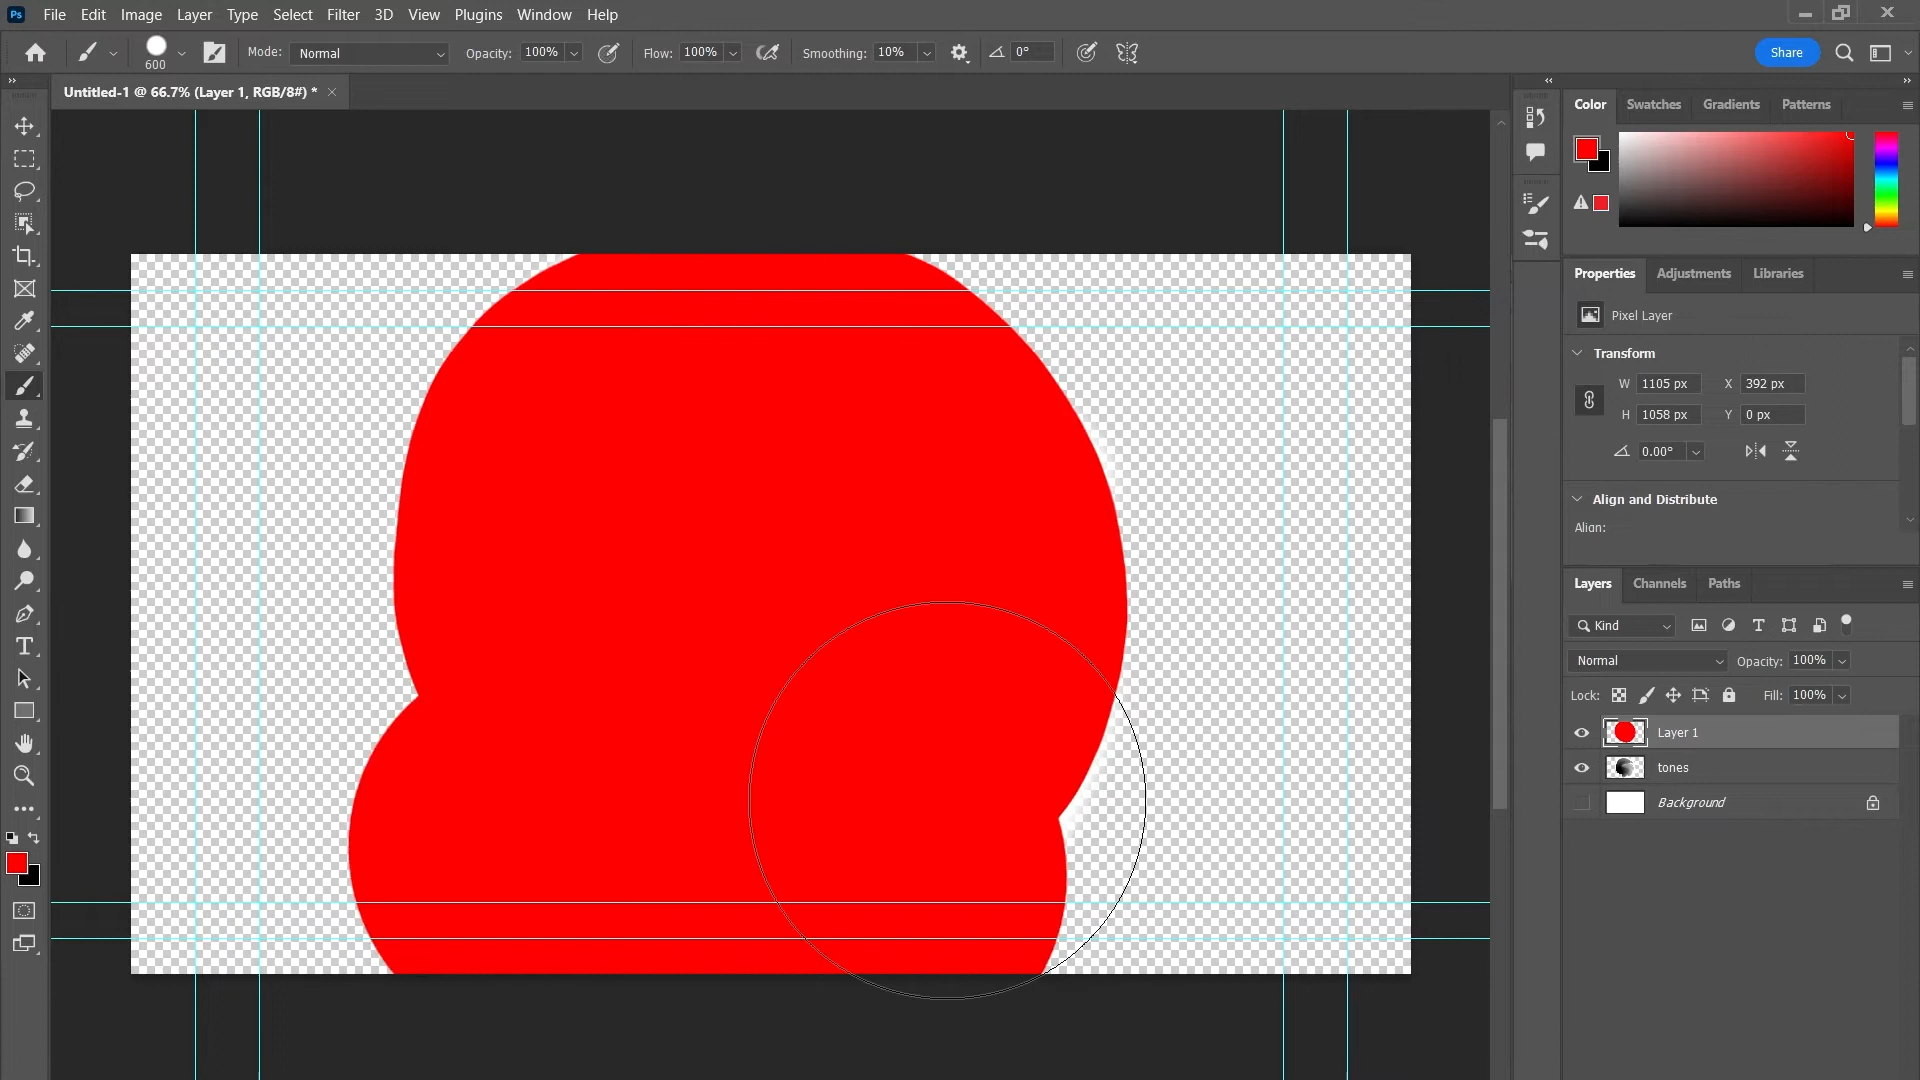 Ps File Edit Image Layer Type Select Filter 3D View Plugins Window Help
600 Mode: Normal Opacity: 100% Flow: 100% Smoothing: 10% 0° Share
Untitled-1 @ 66.7% (Layer 1, RGB/8#) *
Color Swatches Gradients Patterns
Properties Adjustments Libraries
Pixel Layer
Transform
W 1105 px X 392 px
H 1058 px Y 0 px
0.00°
Align and Distribute
Align:
Layers Channels Paths
Kind
Normal Opacity: 100%
Lock: Fill: 100%
Layer 1
tones
Background